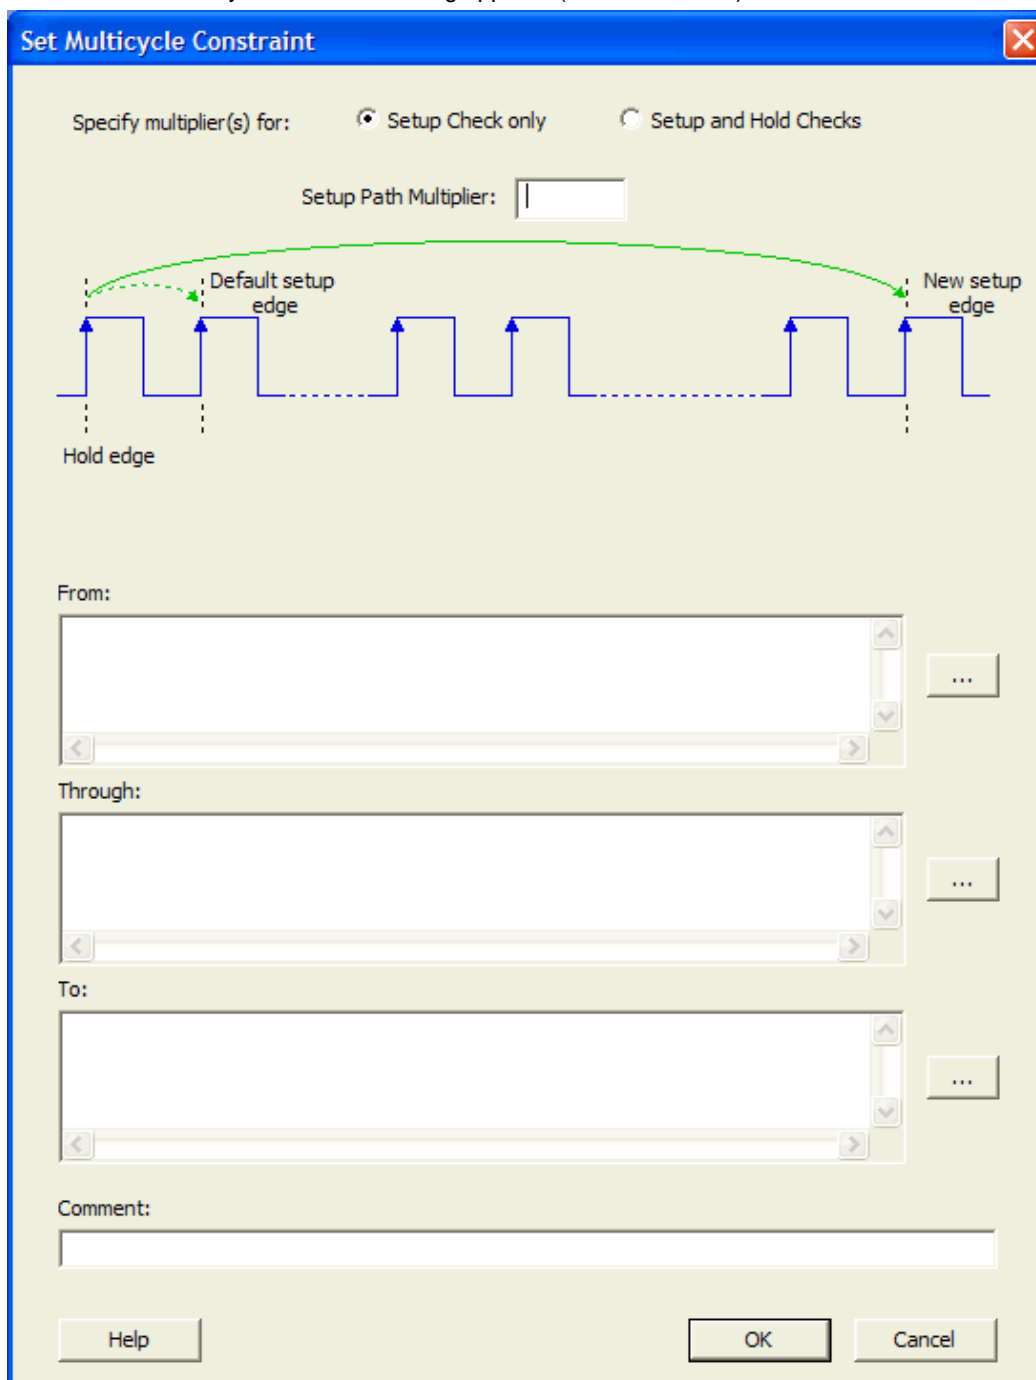 Set Multicycle Constraint
Specify multiplier(s) for: Setup Check only Setup and Hold Checks
Setup Path Multiplier:
Default setup edge
New setup edge
Hold edge
From:
...
Through:
...
To:
...
Comment:
Help OK Cancel